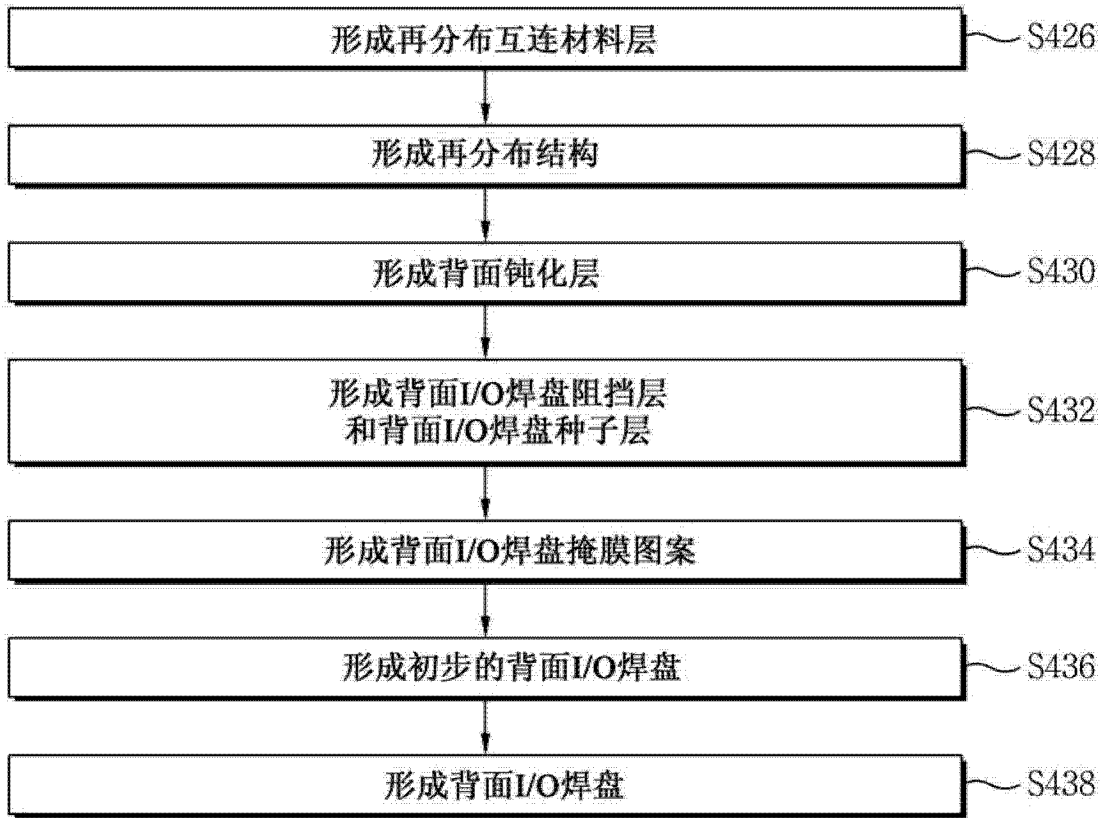 形成再分布互连材料层 S426
形成再分布结构 S428
形成背面钝化层 S430
形成背面I/O焊盘阻挡层
和背面I/O焊盘种子层 S432
形成背面I/O焊盘掩膜图案 S434
形成初步的背面I/O焊盘 S436
形成背面I/O焊盘 S438